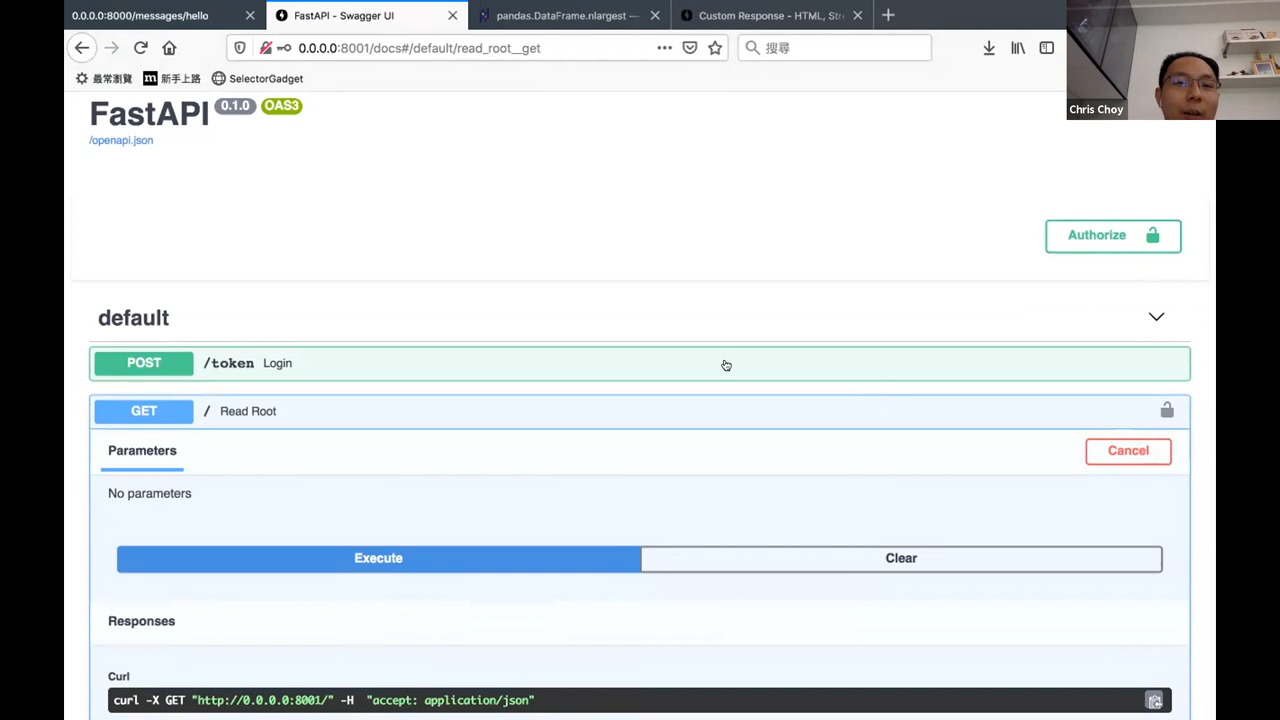 0.0.0.0:8000/messages/hello
FastAPI - Swagger UI
pandas.DataFrame.nlargest —
Custom Response - HTML, Str
0.0.0.0:8001/docs#/default/read_root__get
搜尋
最常瀏覽
m 新手上路
SelectorGadget
Chris Choy
FastAPI 0.1.0 OAS3
/openapi.json
Authorize
default
POST /token Login
GET / Read Root
Parameters
Cancel
No parameters
Execute
Clear
Responses
Curl
curl -X GET "http://0.0.0.0:8001/" -H "accept: application/json"